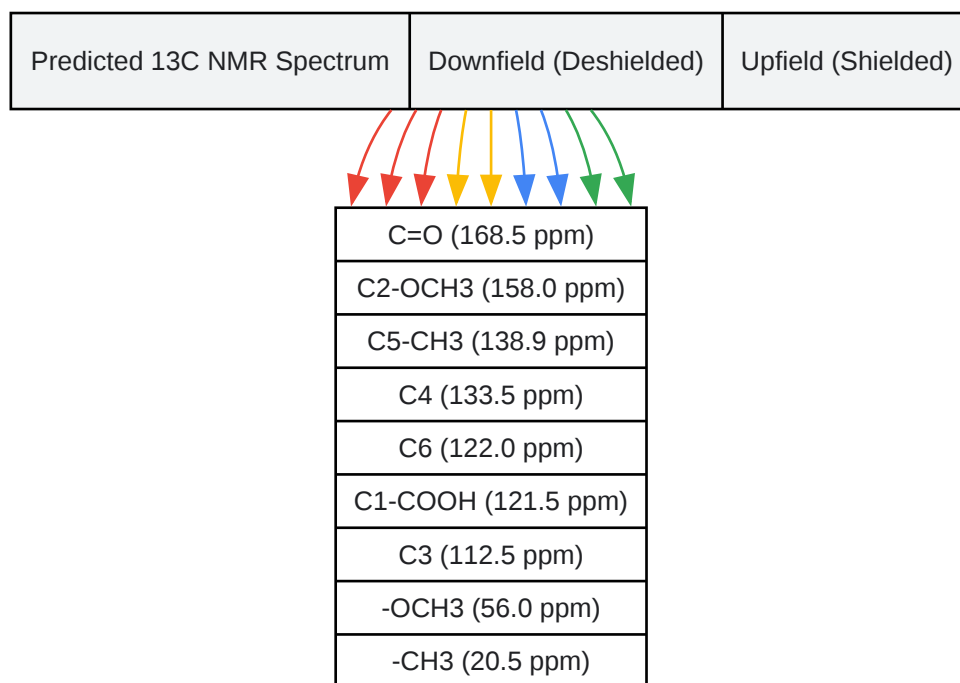 Predicted 13C NMR Spectrum
Downfield (Deshielded)
Upfield (Shielded)
C=O (168.5 ppm)
C2-OCH3 (158.0 ppm)
C5-CH3 (138.9 ppm)
C4 (133.5 ppm)
C6 (122.0 ppm)
C1-COOH (121.5 ppm)
C3 (112.5 ppm)
-OCH3 (56.0 ppm)
-CH3 (20.5 ppm)